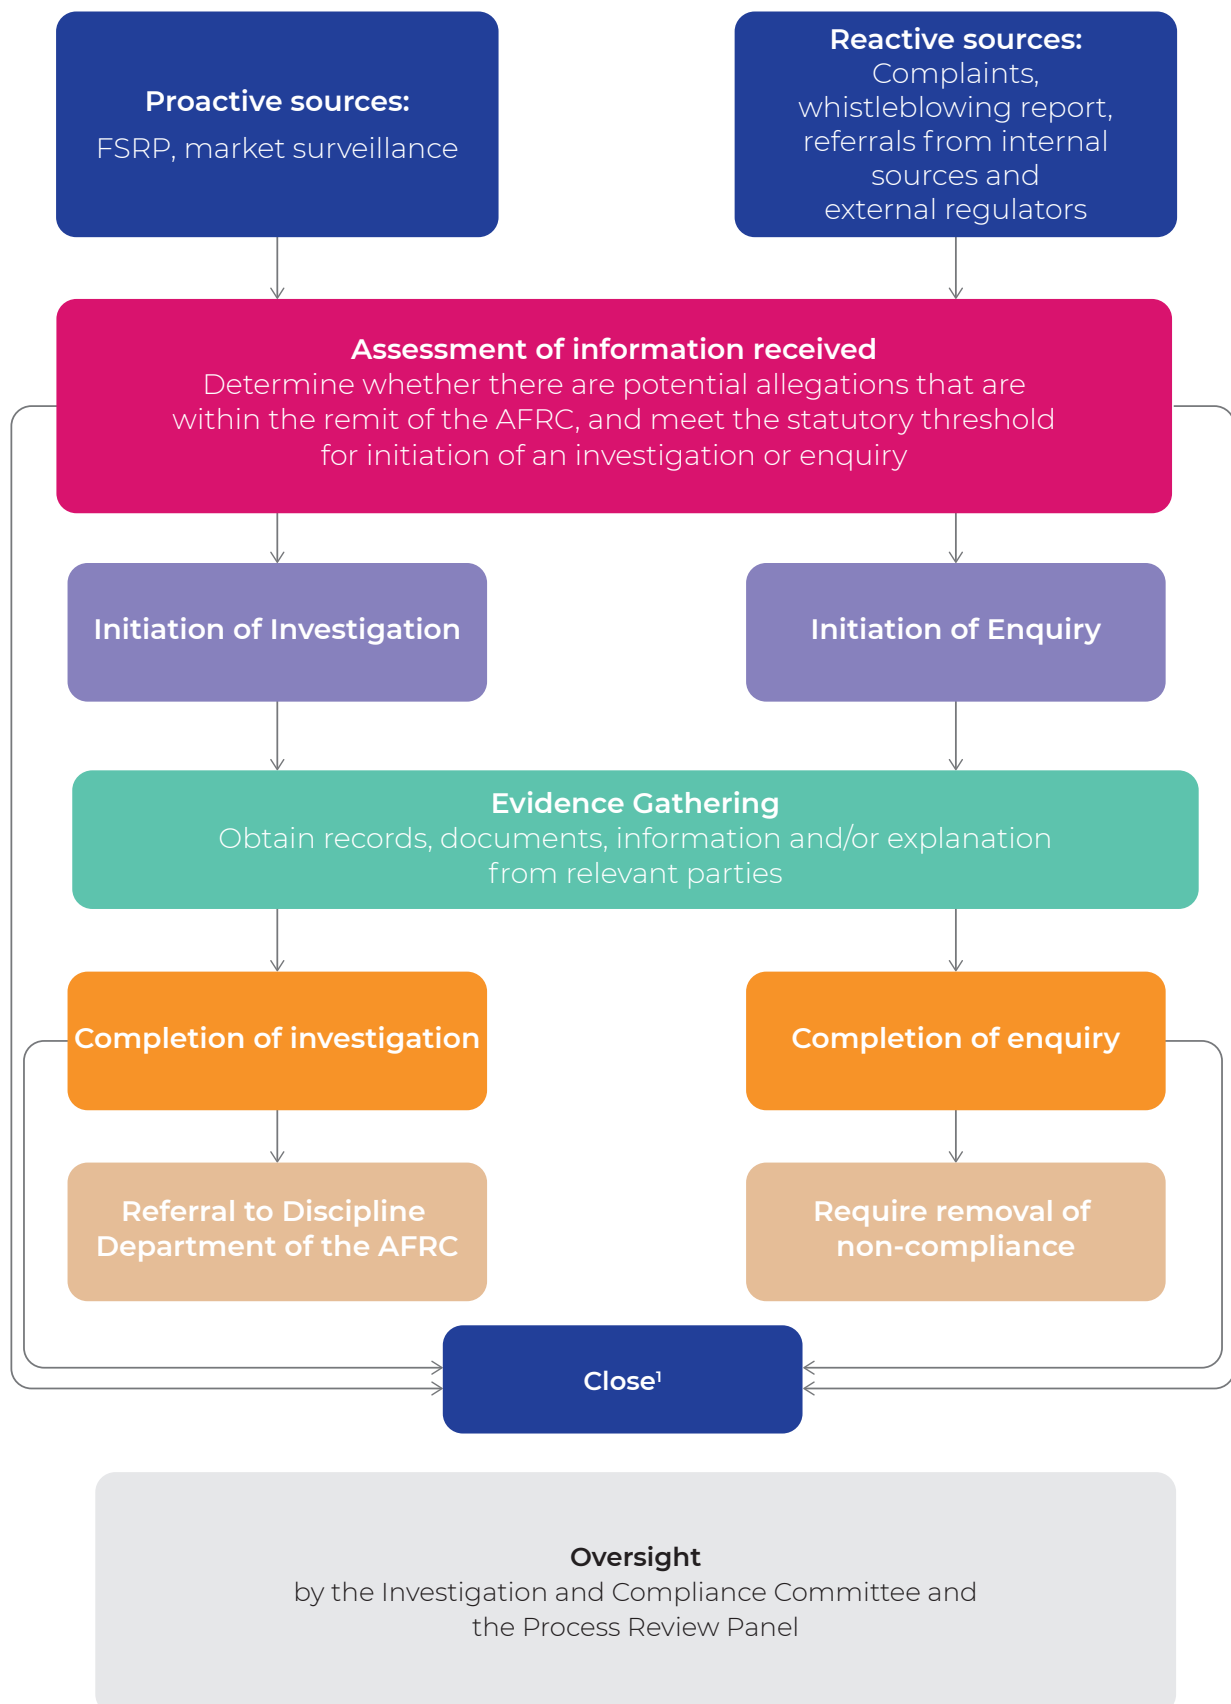 Proactive sources:
FSRP, market surveillance
Reactive sources:
Complaints,
whistleblowing report,
referrals from internal
sources and
external regulators
Assessment of information received
Determine whether there are potential allegations that are
within the remit of the AFRC, and meet the statutory threshold
for initiation of an investigation or enquiry
Initiation of Investigation
Initiation of Enquiry
Evidence Gathering
Obtain records, documents, information and/or explanation
from relevant parties
Completion of investigation
Completion of enquiry
Referral to Discipline
Department of the AFRC
Require removal of
non-compliance
Close¹
Oversight
by the Investigation and Compliance Committee and
the Process Review Panel